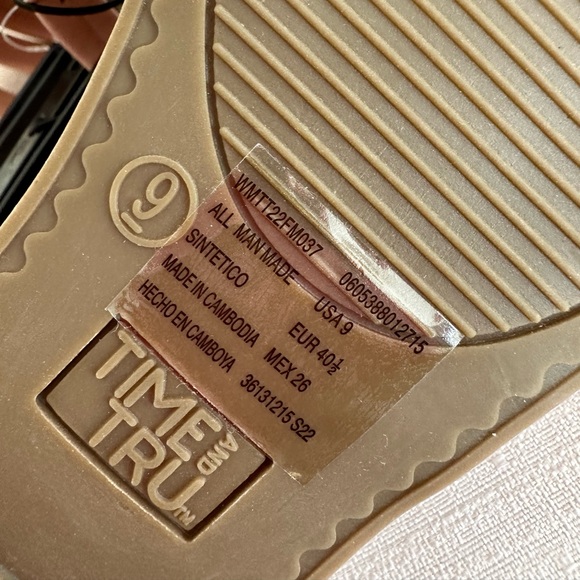 9
WMTT22FM037 0605388012715
ALL MAN MADE USA 9
SINTETICO EUR 40½
MADE IN CAMBODIA MEX 26
HECHO EN CAMBOYA 36131215 S22
TIME
AND
TRU™